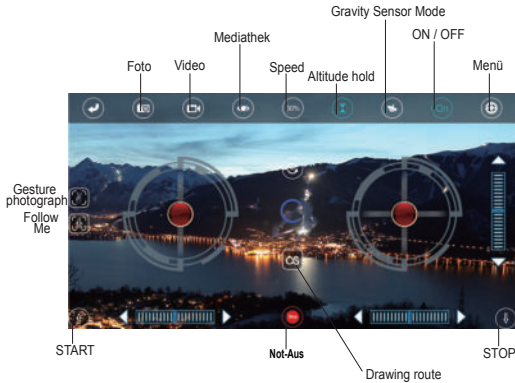 Gravity Sensor Mode
Mediathek
ON / OFF
Foto
Video
Speed
Altitude hold
Menü
30%
Gesture
photograph
Follow
Me
START
Not-Aus
STOP
Drawing route